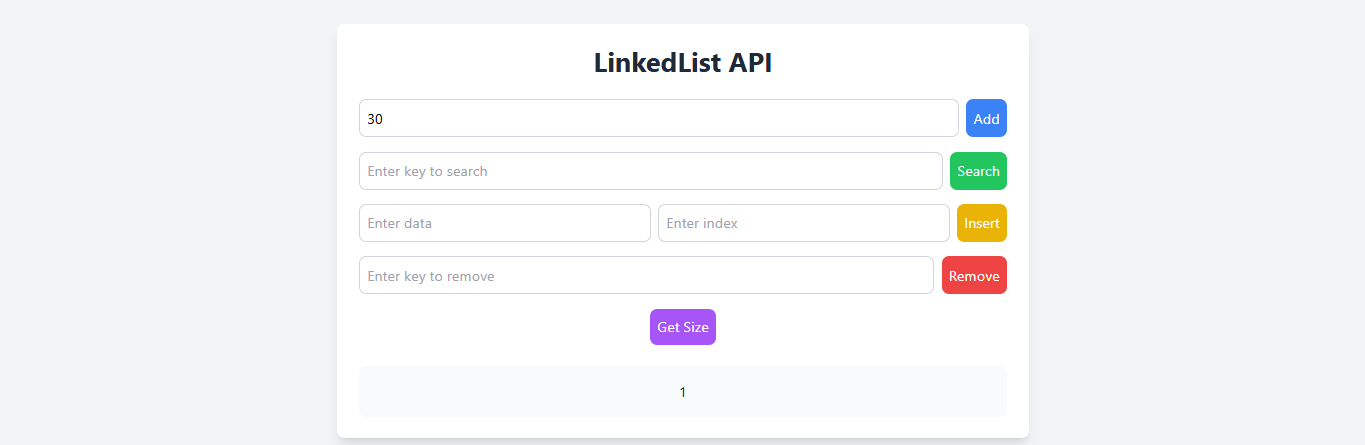 LinkedList API
30 Add
Enter key to search Search
Enter data Enter index Insert
Enter key to remove Remove
Get Size
1